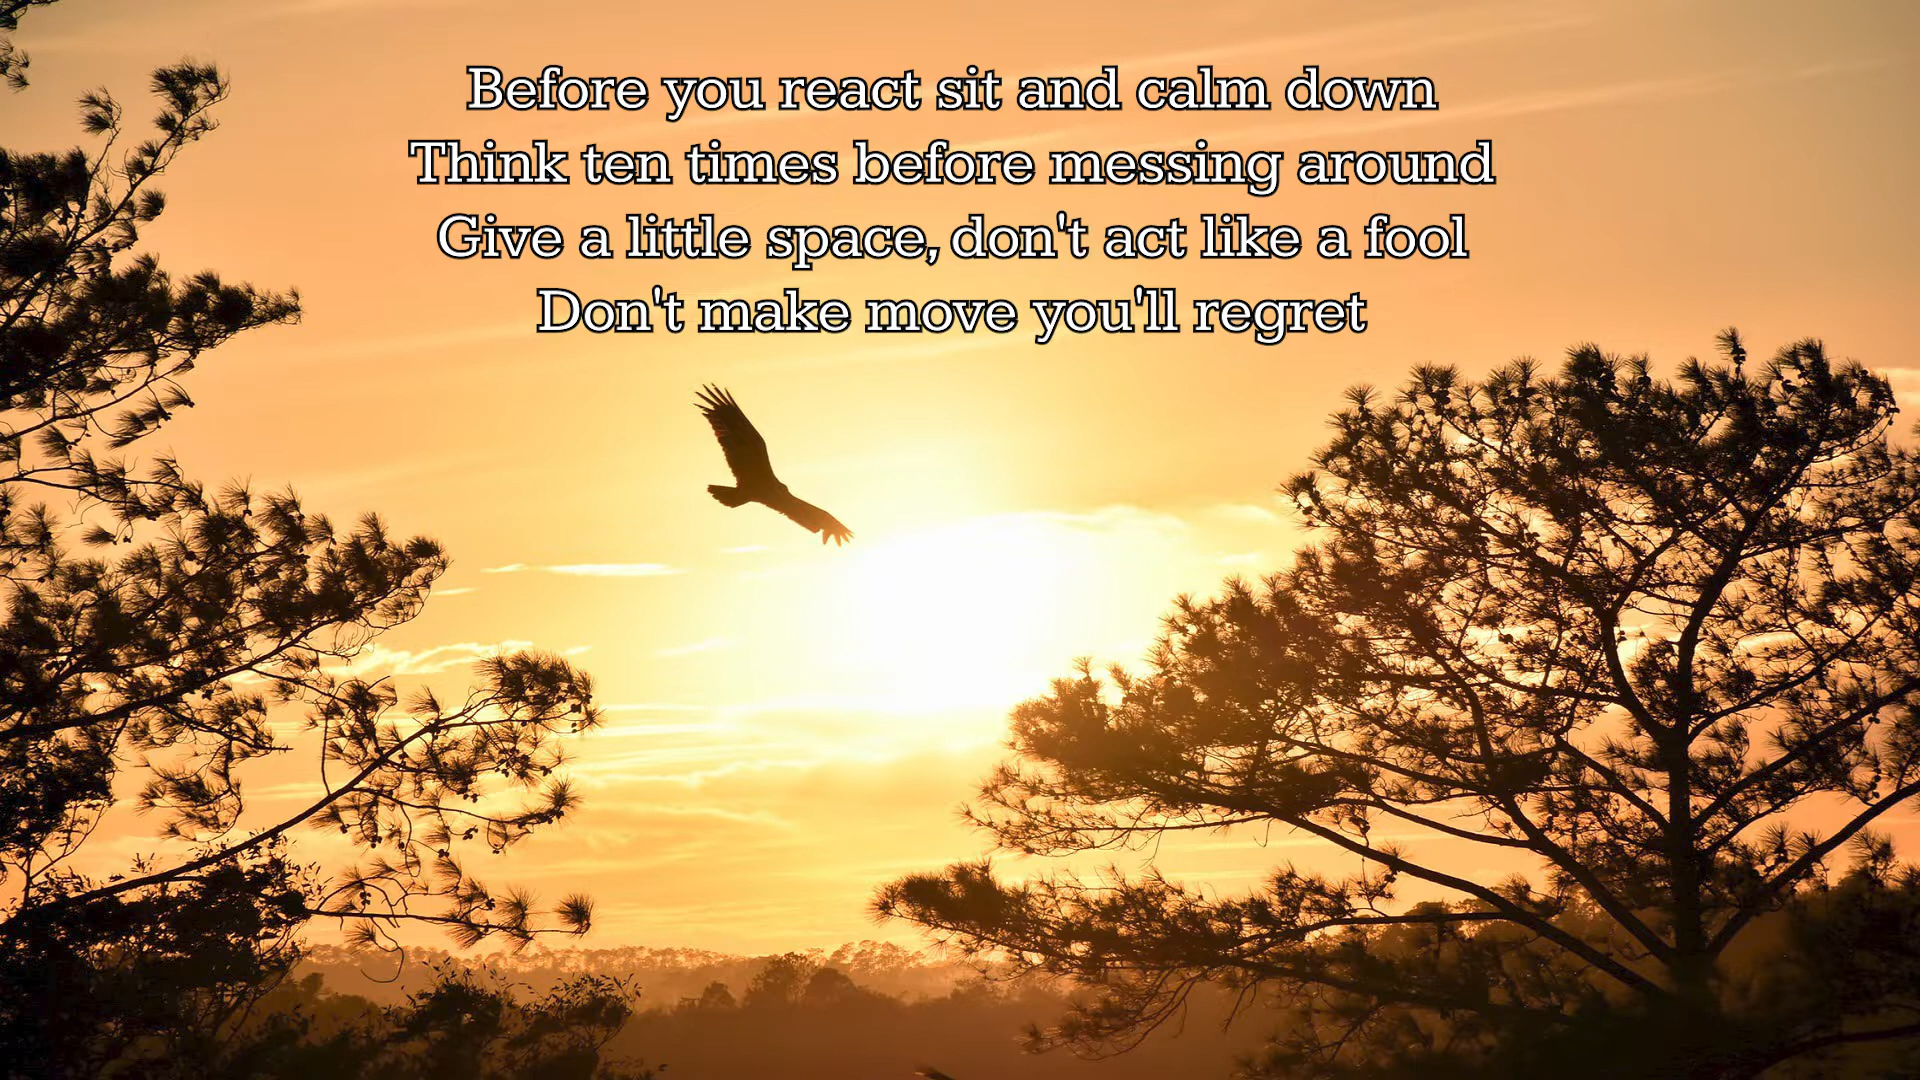 Before you react sit and calm down
Think ten times before messing around
Give a little space, don't act like a fool
Don't make move you'll regret